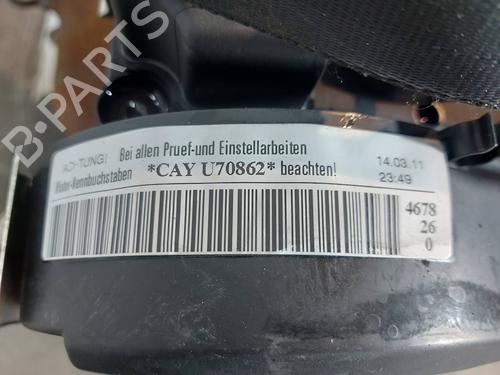 B-Parts
ACHTUNG! Bei allen Pruef-und Einstellarbeiten 14.03.11
Motor-Kennbuchstaben *CAY U70862* beachten! 23:49
4678
26
0